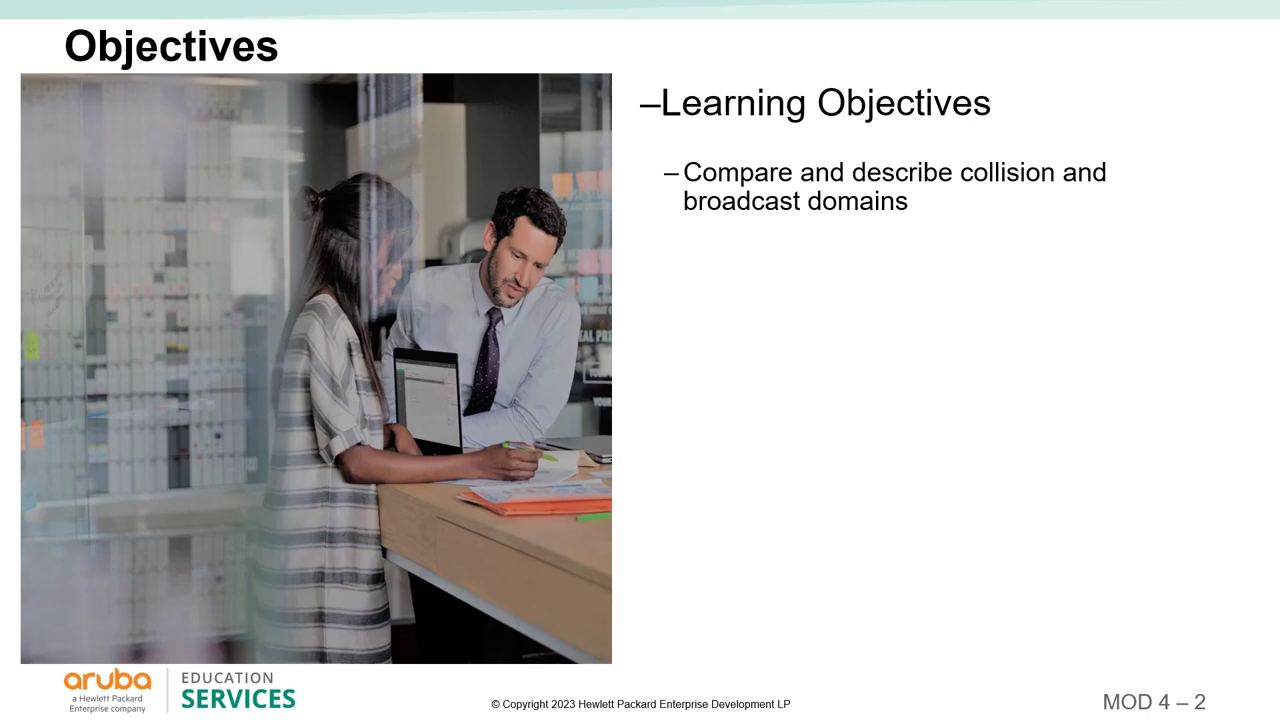 Objectives
–Learning Objectives
– Compare and describe collision and
broadcast domains
aruba
a Hewlett Packard
Enterprise company
EDUCATION
SERVICES
© Copyright 2023 Hewlett Packard Enterprise Development LP
MOD 4 – 2